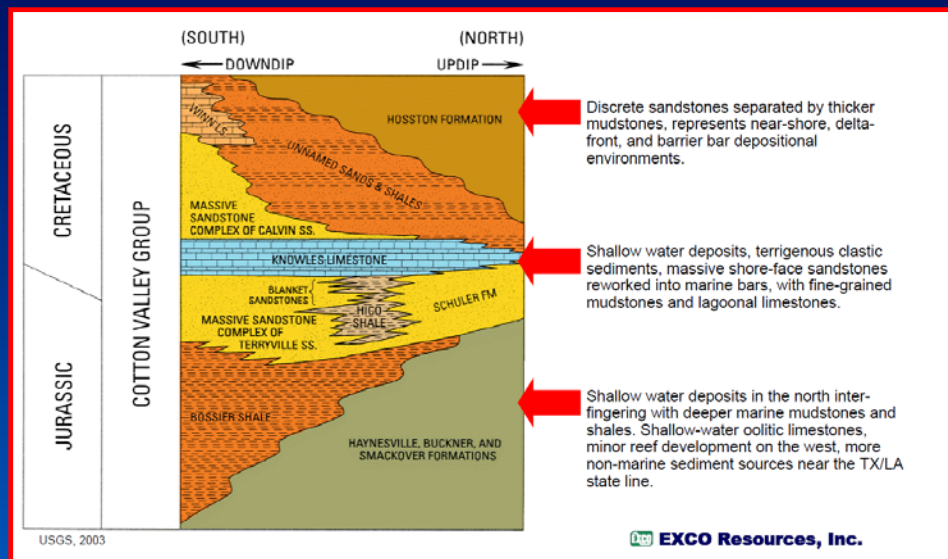 (SOUTH) (NORTH)
DOWNDIP UPDIP
CRETACEOUS
JURASSIC
COTTON VALLEY GROUP
WINN LS
HOSSTON FORMATION
UNNAMED SANDS & SHALES
MASSIVE
SANDSTONE
COMPLEX OF CALVIN SS.
KNOWLES LIMESTONE
BLANKET
SANDSTONES
HICO
SHALE
SCHULER FM
MASSIVE SANDSTONE
COMPLEX OF
TERRYVILLE SS.
BOSSIER SHALE
HAYNESVILLE, BUCKNER, AND
SMACKOVER FORMATIONS
Discrete sandstones separated by thicker
mudstones, represents near-shore, delta-
front, and barrier bar depositional
environments.
Shallow water deposits, terrigenous clastic
sediments, massive shore-face sandstones
reworked into marine bars, with fine-grained
mudstones and lagoonal limestones.
Shallow water deposits in the north inter-
fingering with deeper marine mudstones and
shales. Shallow-water oolitic limestones,
minor reef development on the west, more
non-marine sediment sources near the TX/LA
state line.
USGS, 2003
EXCO EXCO Resources, Inc.